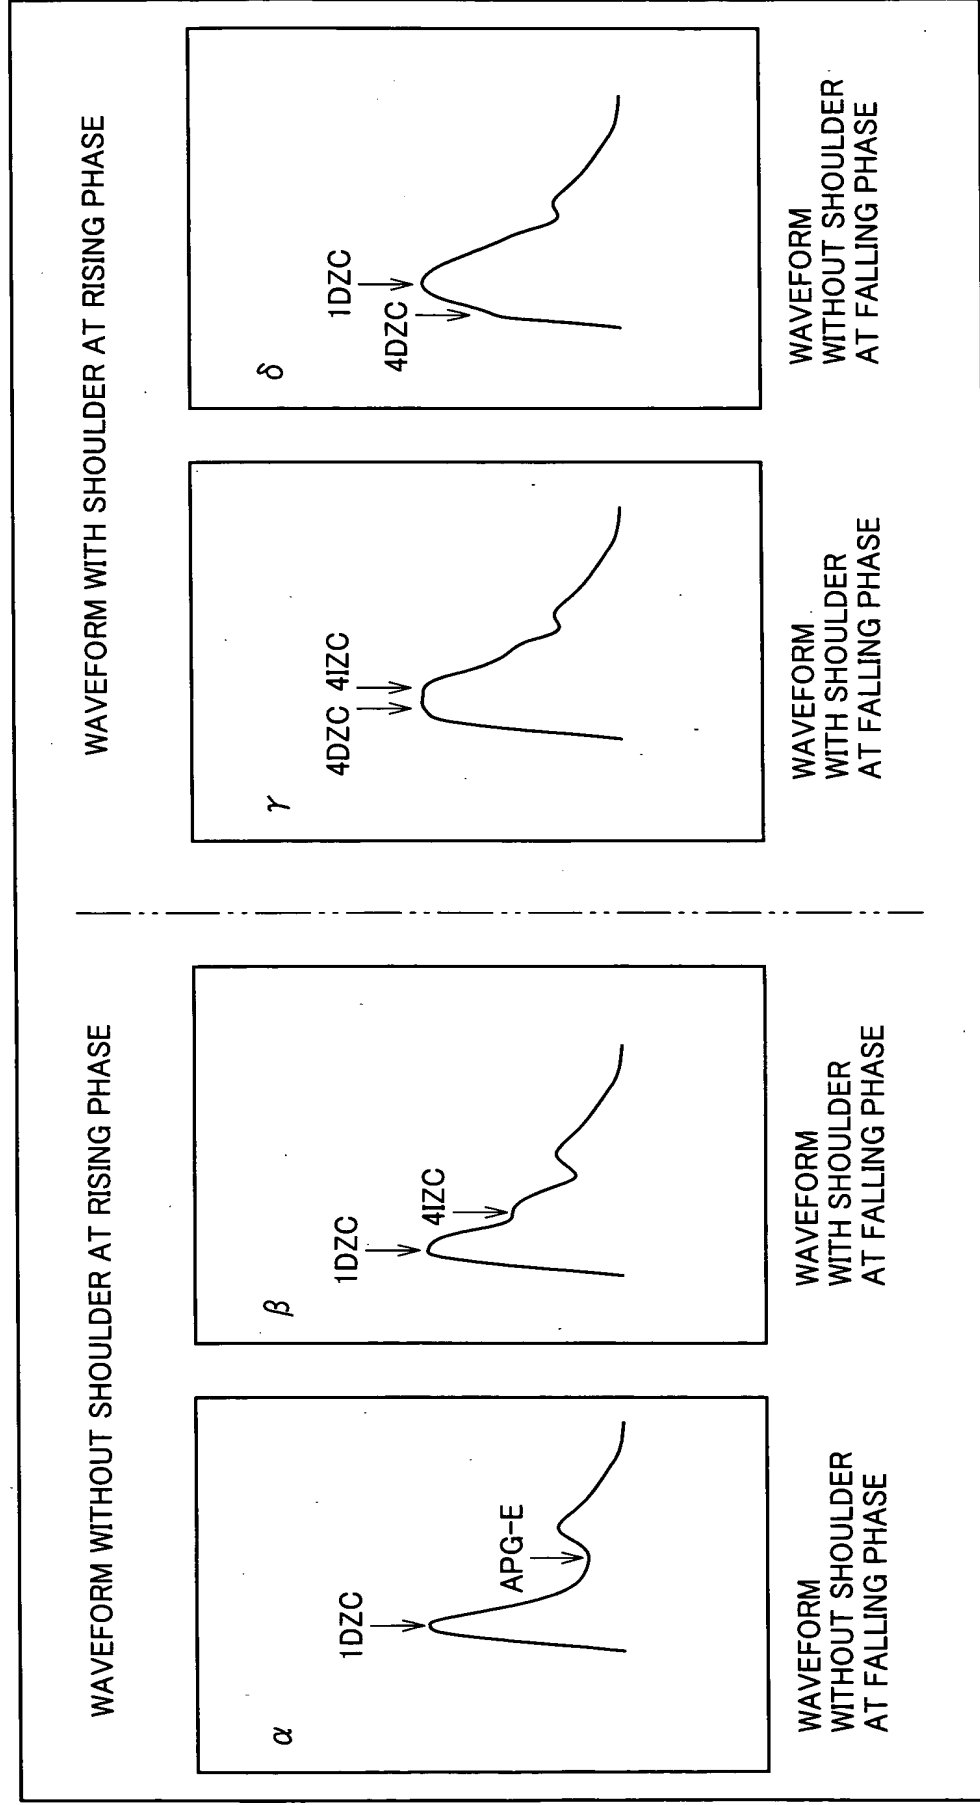 WAVEFORM WITHOUT SHOULDER AT RISING PHASE
WAVEFORM WITH SHOULDER AT RISING PHASE
α
1DZC
APG-E
WAVEFORM
WITHOUT SHOULDER
AT FALLING PHASE
β
1DZC
4IZC
WAVEFORM
WITH SHOULDER
AT FALLING PHASE
γ
4DZC 4IZC
WAVEFORM
WITH SHOULDER
AT FALLING PHASE
δ
1DZC
4DZC
WAVEFORM
WITHOUT SHOULDER
AT FALLING PHASE